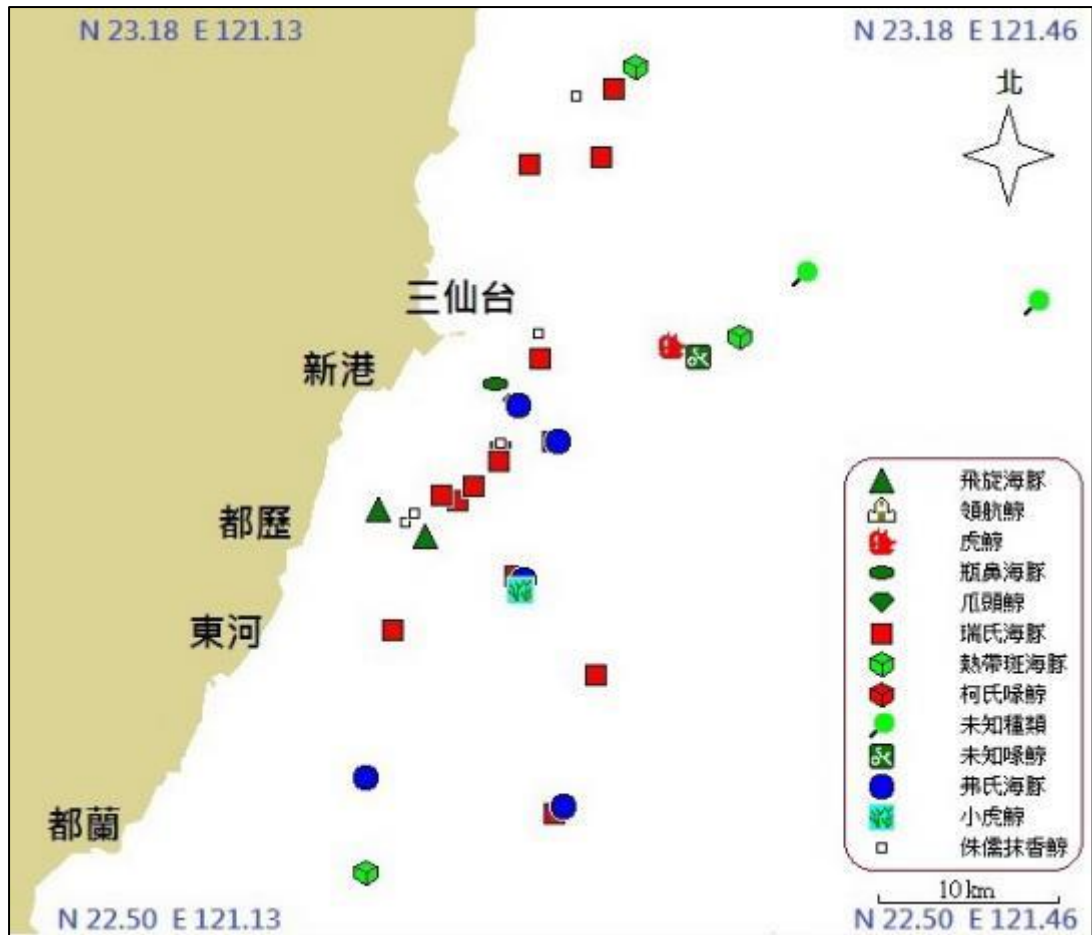 N 23.18 E 121.13
N 23.18 E 121.46
北
三仙台
新港
都歷
東河
都蘭
飛旋海豚
領航鯨
虎鯨
瓶鼻海豚
瓜頭鯨
瑞氏海豚
熱帶斑海豚
柯氏喙鯨
未知種類
未知喙鯨
弗氏海豚
小虎鯨
侏儒抹香鯨
10 km
N 22.50 E 121.13
N 22.50 E 121.46